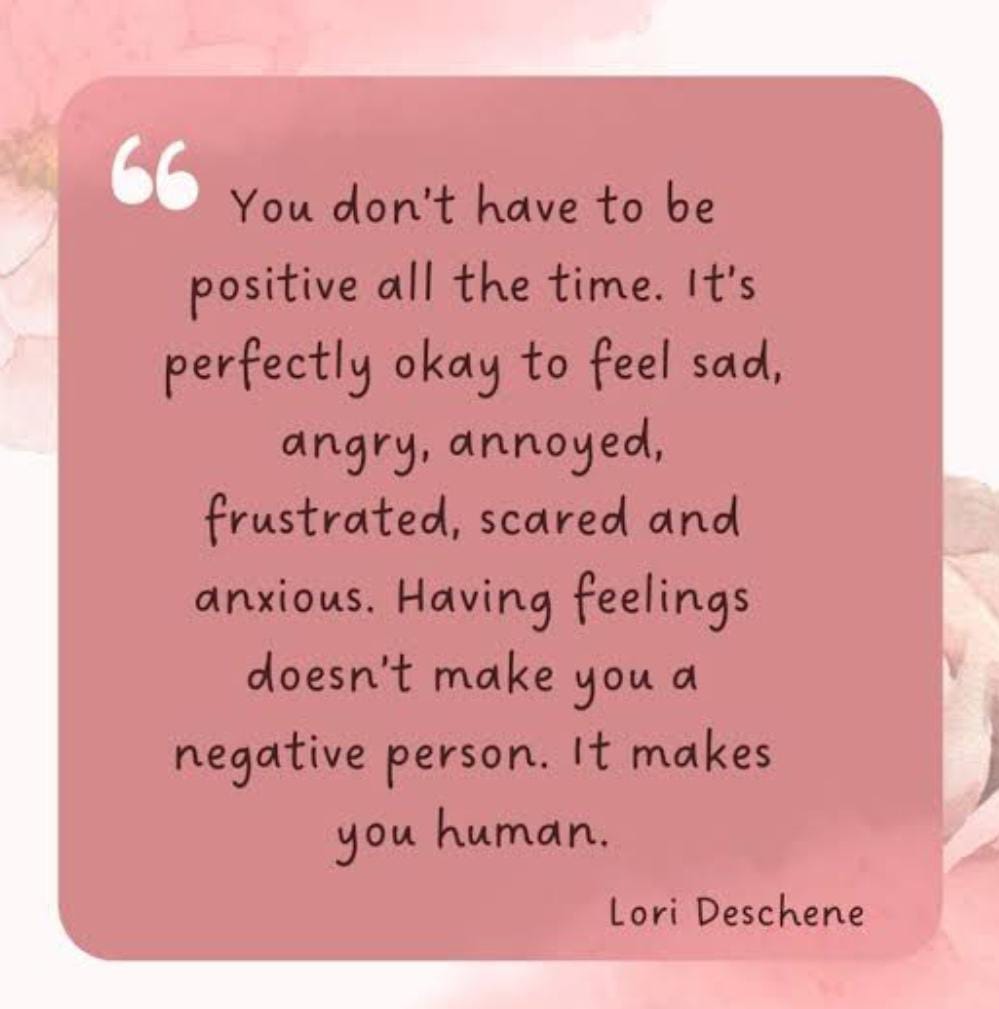 “ You don't have to be
positive all the time. It's
perfectly okay to feel sad,
angry, annoyed,
frustrated, scared and
anxious. Having feelings
doesn't make you a
negative person. It makes
you human.
Lori Deschene